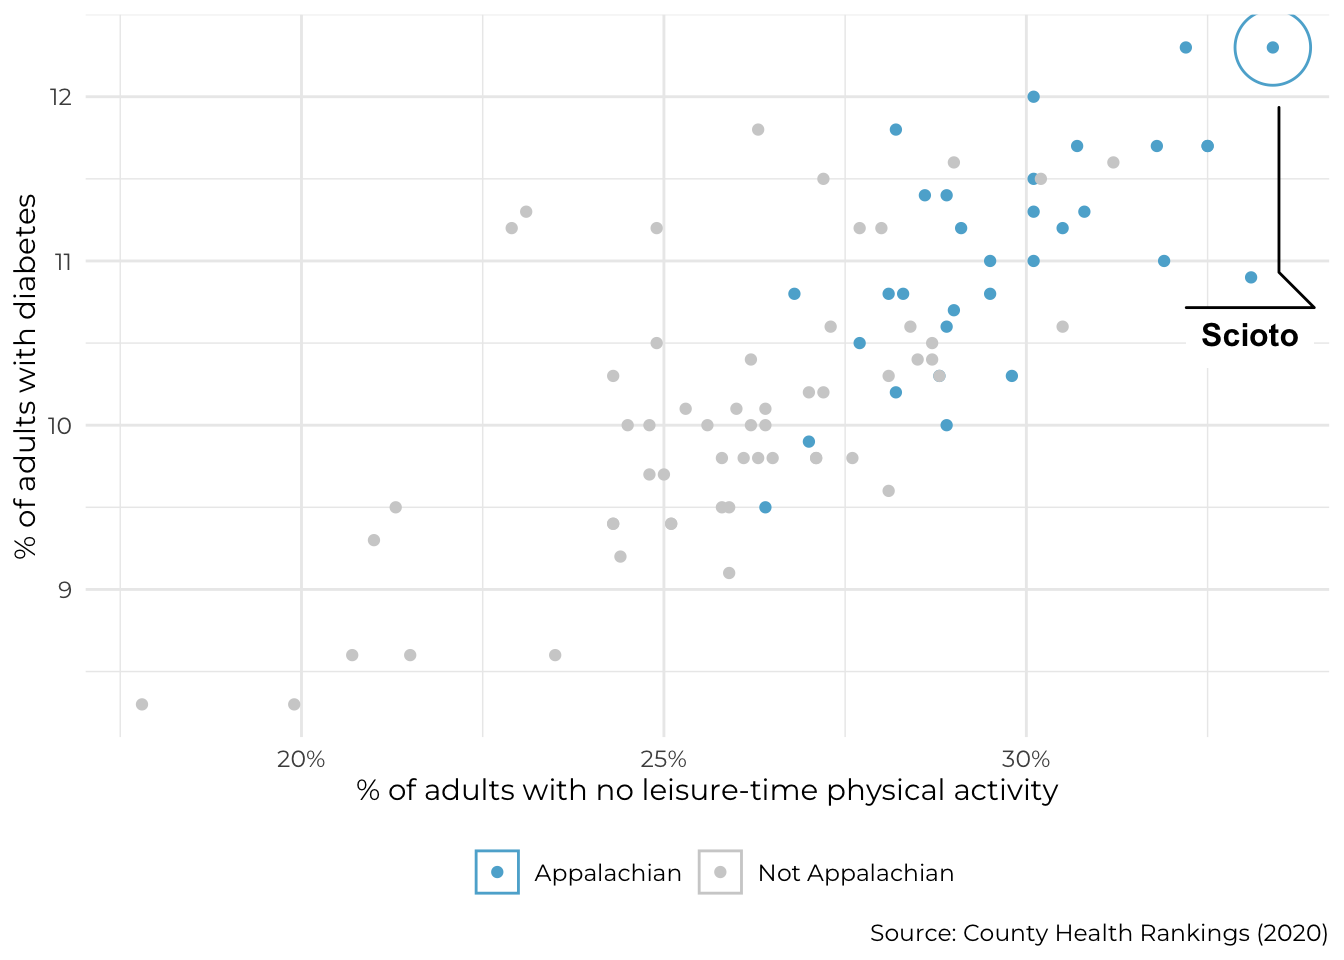 % of adults with diabetes
12
11
10
9
Scioto
20% 25% 30%
% of adults with no leisure-time physical activity
Appalachian Not Appalachian
Source: County Health Rankings (2020)